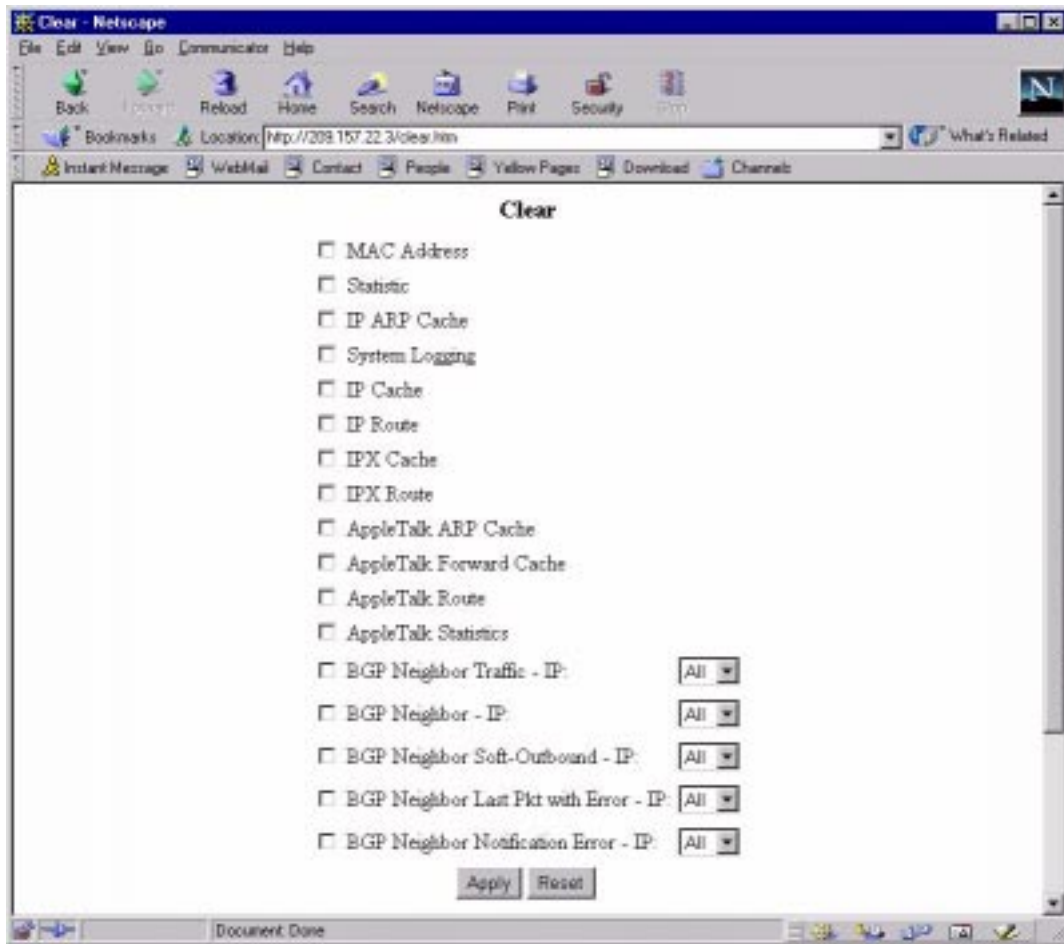 Clear - Netscape
File Edit View Go Communicator Help
Back Reload Home Search Netscape Print Security Stop
N
Bookmarks Location: http://209.157.22.3/clear.htm What's Related
Instant Message WebMail Contact People Yellow Pages Download Channels
Clear
MAC Address
Statistic
IP ARP Cache
System Logging
IP Cache
IP Route
IPX Cache
IPX Route
AppleTalk ARP Cache
AppleTalk Forward Cache
AppleTalk Route
AppleTalk Statistics
BGP Neighbor Traffic - IP: All
BGP Neighbor - IP: All
BGP Neighbor Soft-Outbound - IP: All
BGP Neighbor Last Pkt with Error - IP: All
BGP Neighbor Notification Error - IP: All
Apply Reset
Document: Done